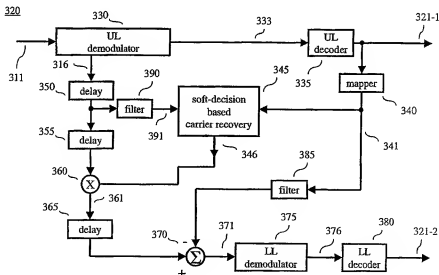 320
330
UL
demodulator
333
UL
decoder
321-1
311
316
390
345
335
mapper
350
delay
filter
soft-decision
based
carrier recovery
340
355
391
delay
346
385
341
360
X
361
filter
365
375
380
delay
370
-
371
376
321-2
Σ
LL
demodulator
LL
decoder
+